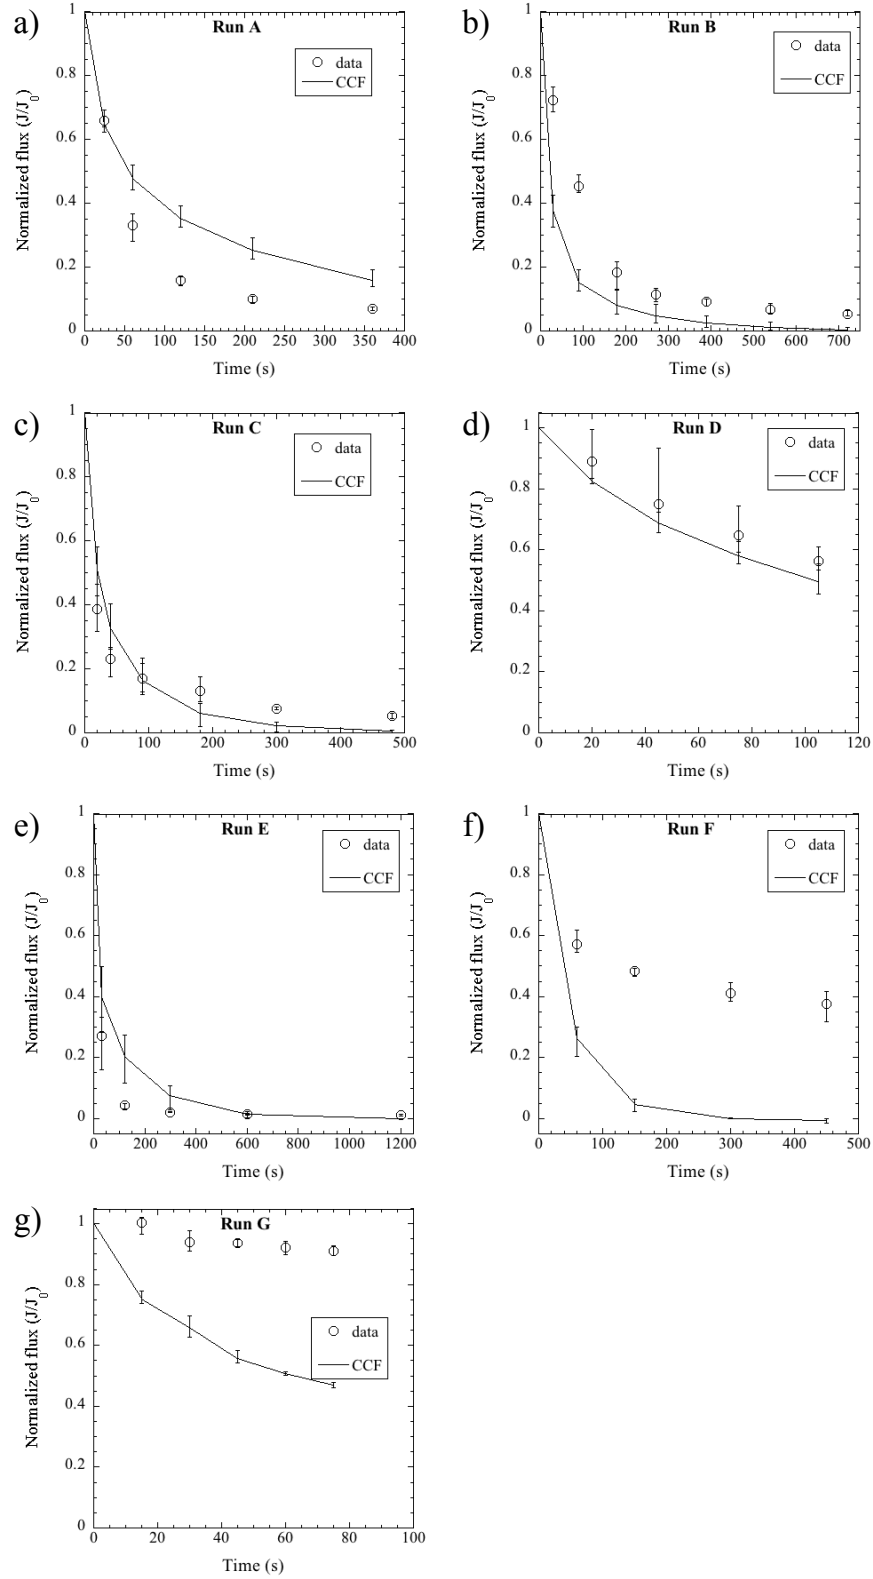 a)
Run A
data
CCF
Normalized flux (J/J0)
1
0.8
0.6
0.4
0.2
0
0 50 100 150 200 250 300 350 400
Time (s)
b)
Run B
data
CCF
Normalized flux (J/J0)
1
0.8
0.6
0.4
0.2
0
0 100 200 300 400 500 600 700
Time (s)
c)
Run C
data
CCF
Normalized flux (J/J0)
1
0.8
0.6
0.4
0.2
0
0 100 200 300 400 500
Time (s)
d)
Run D
data
CCF
Normalized flux (J/J0)
1
0.8
0.6
0.4
0.2
0
0 20 40 60 80 100 120
Time (s)
e)
Run E
data
CCF
Normalized flux (J/J0)
1
0.8
0.6
0.4
0.2
0
0 200 400 600 800 1000 1200
Time (s)
f)
Run F
data
CCF
Normalized flux (J/J0)
1
0.8
0.6
0.4
0.2
0
0 100 200 300 400 500
Time (s)
g)
Run G
data
CCF
Normalized flux (J/J0)
1
0.8
0.6
0.4
0.2
0
0 20 40 60 80 100
Time (s)